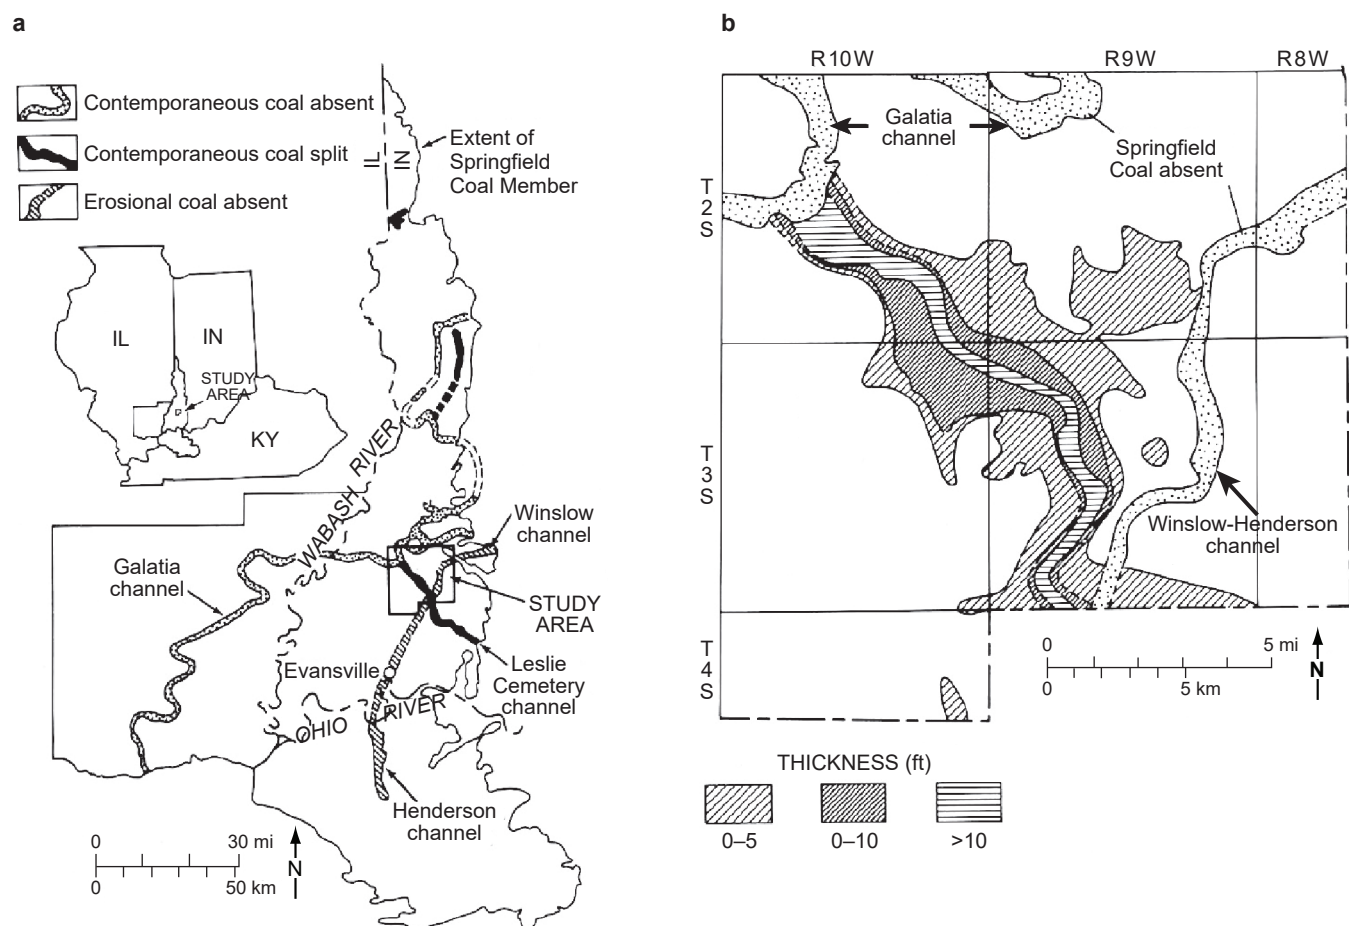 a
Contemporaneous coal absent
Contemporaneous coal split
Erosional coal absent
IL
IN
Extent of
Springfield
Coal Member
IL
IN
STUDY
AREA
KY
WABASH RIVER
Galatia
channel
Winslow
channel
STUDY
AREA
Evansville
Leslie
Cemetery
channel
OHIO RIVER
Henderson
channel
0 30 mi
0 50 km
N
b
R10W R9W R8W
T
2
S
T
3
S
T
4
S
Galatia
channel
Springfield
Coal absent
Winslow-Henderson
channel
0 5 mi
0 5 km
N
THICKNESS (ft)
0–5 0–10 >10